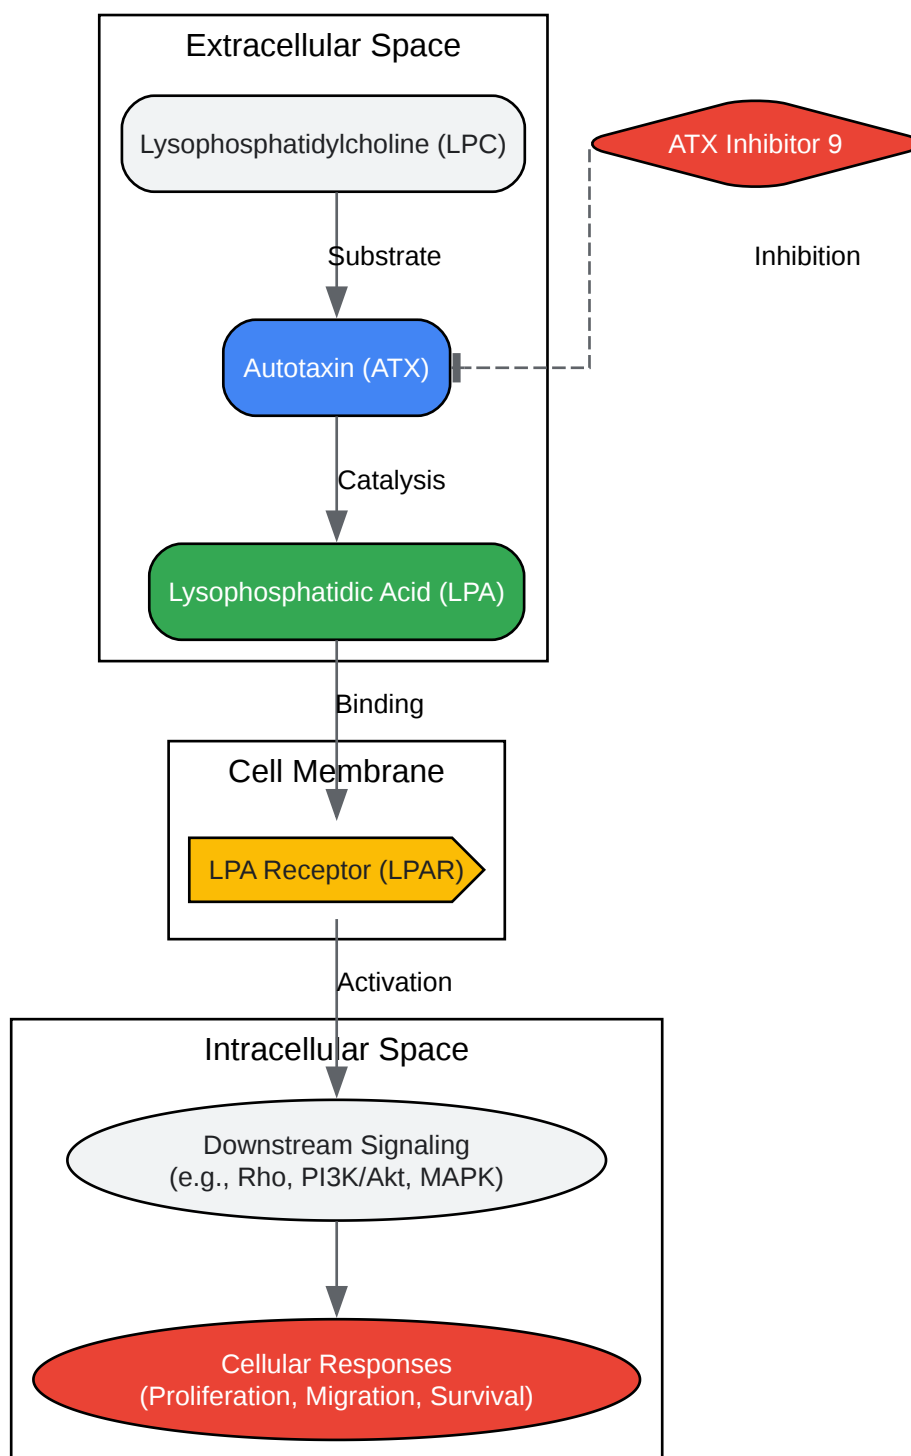 Extracellular Space
Lysophosphatidylcholine (LPC)
ATX Inhibitor 9
Substrate
Inhibition
Autotaxin (ATX)
Catalysis
Lysophosphatidic Acid (LPA)
Binding
Cell Membrane
LPA Receptor (LPAR)
Activation
Intracellular Space
Downstream Signaling
(e.g., Rho, PI3K/Akt, MAPK)
Cellular Responses
(Proliferation, Migration, Survival)